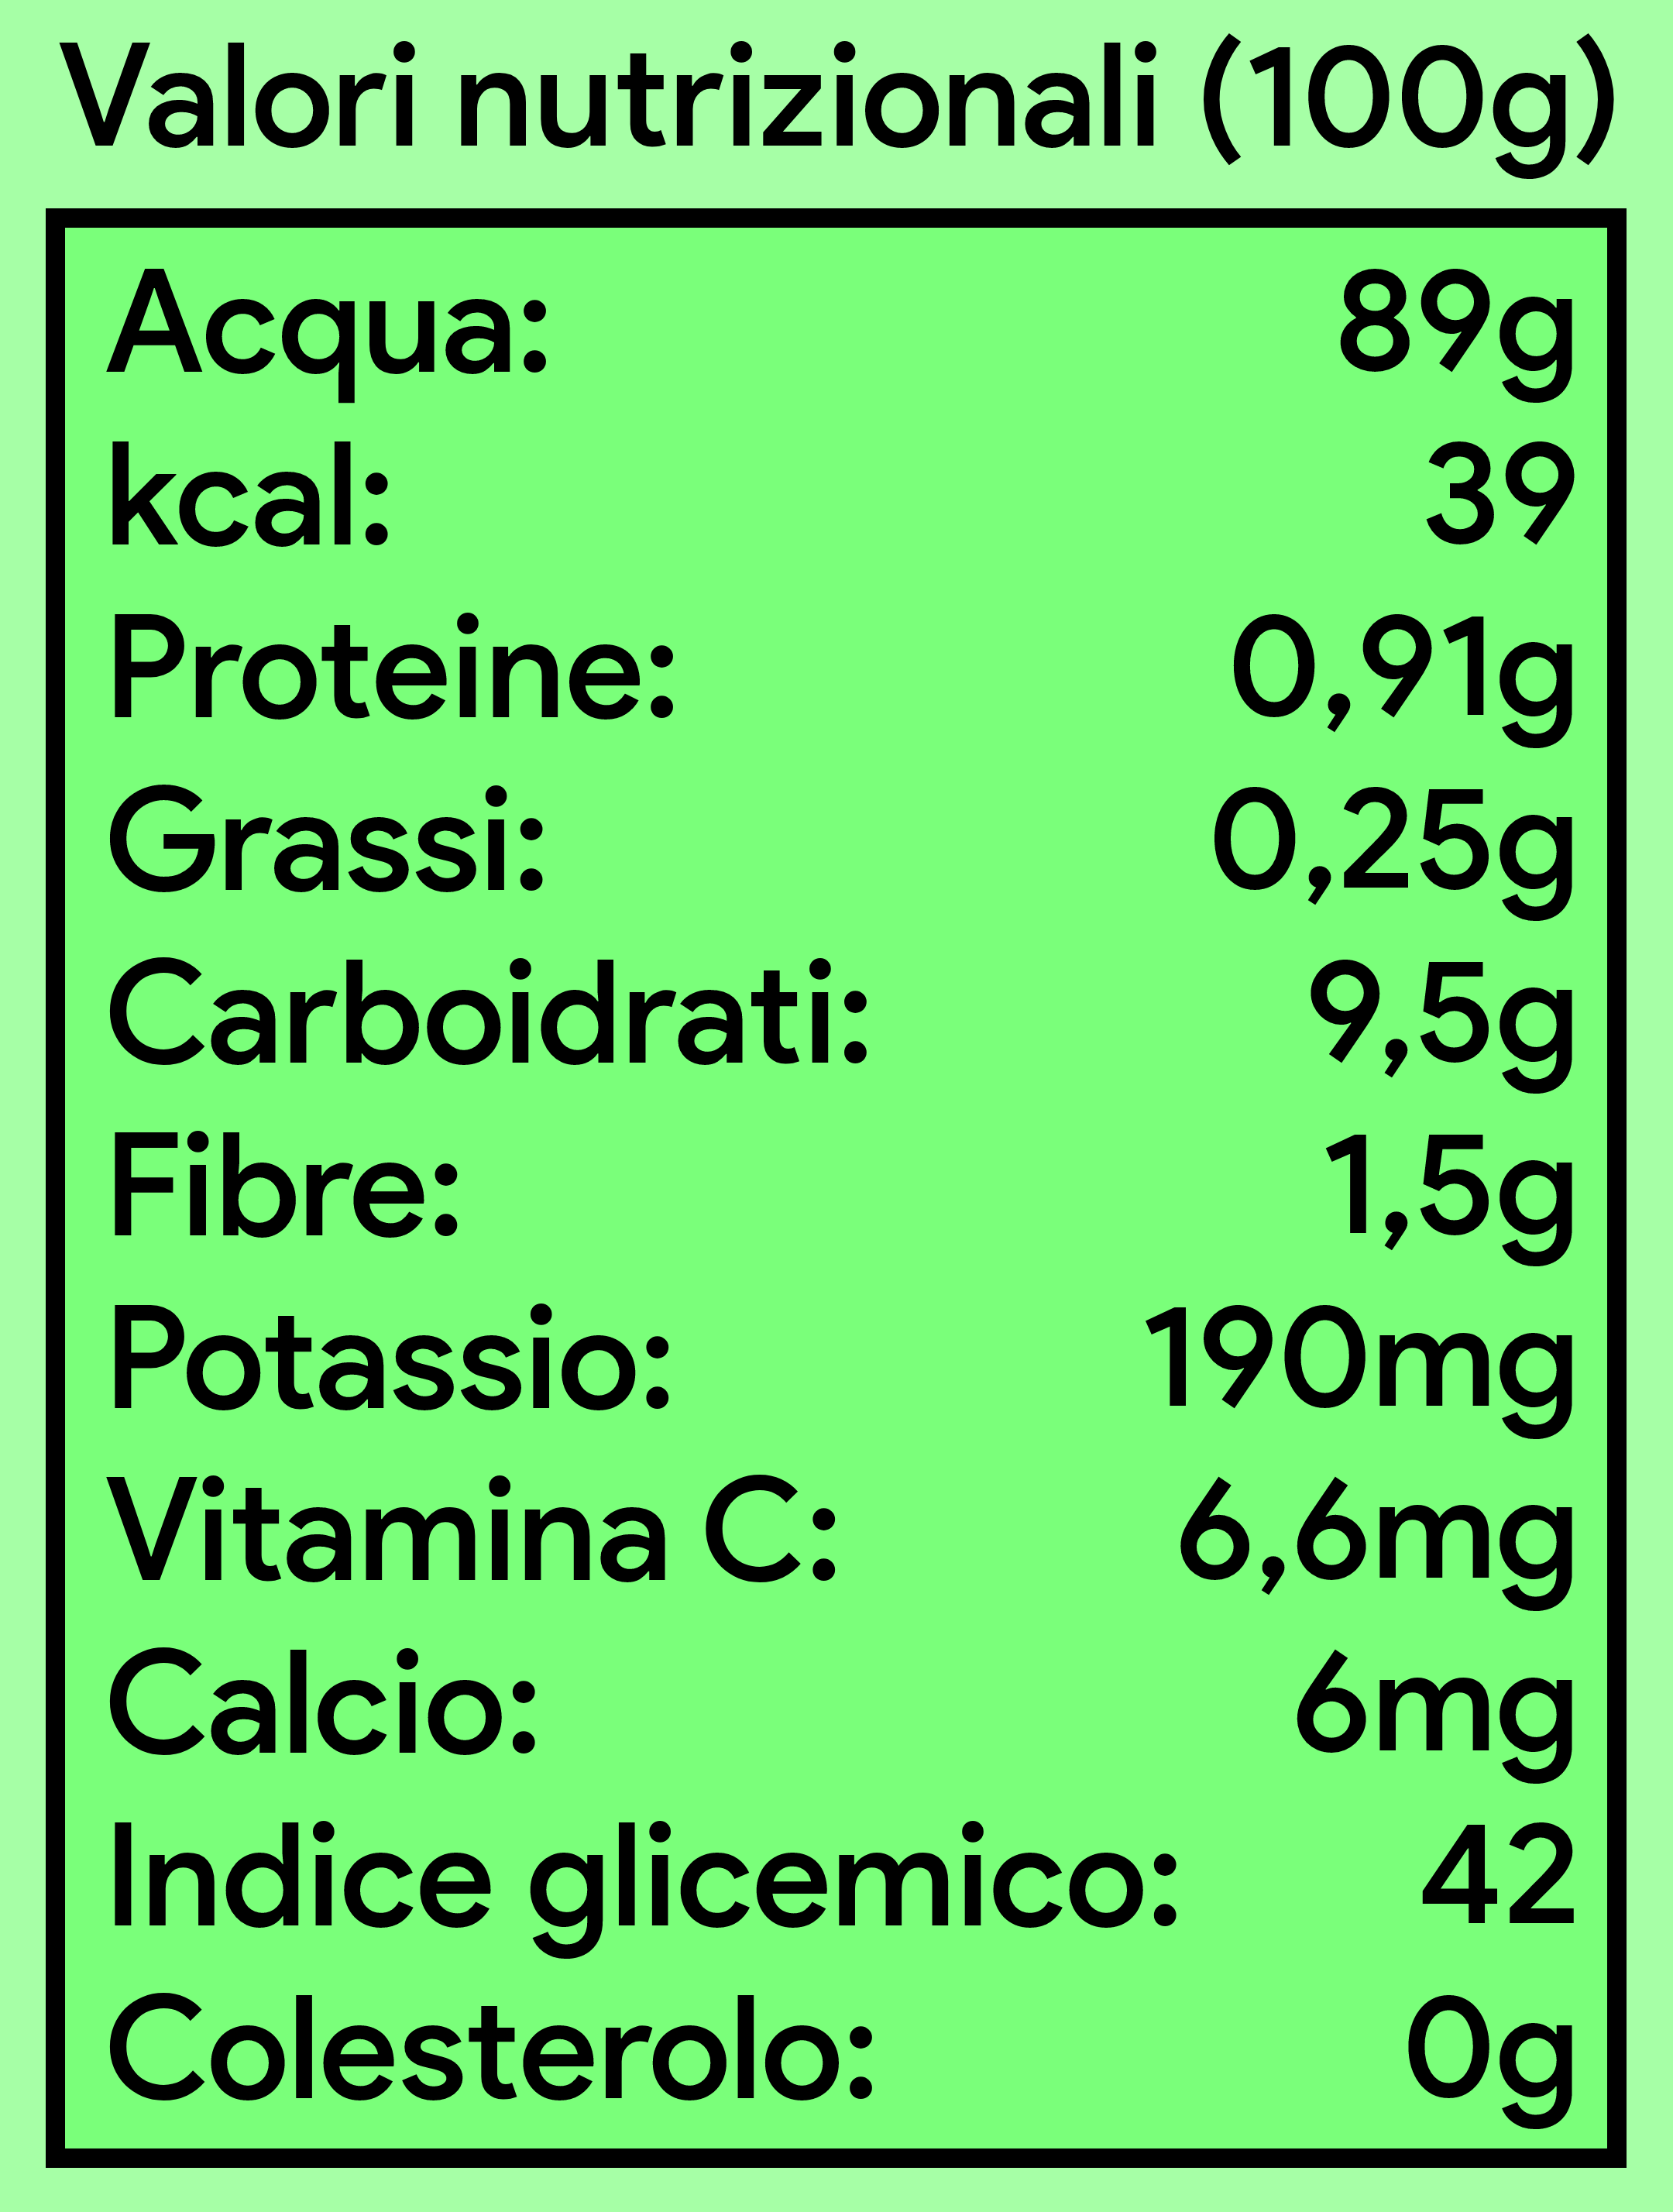 Valori nutrizionali (100g)
Acqua: 89g
kcal: 39
Proteine: 0,91g
Grassi: 0,25g
Carboidrati: 9,5g
Fibre: 1,5g
Potassio: 190mg
Vitamina C: 6,6mg
Calcio: 6mg
Indice glicemico: 42
Colesterolo: 0g